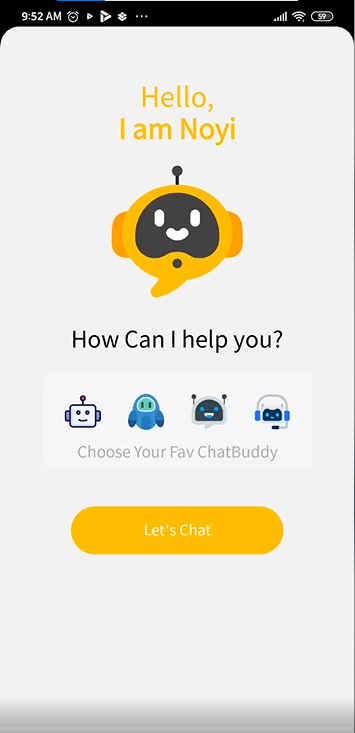 9:52 AM
59
Hello,
I am Noyi
How Can I help you?
Choose Your Fav ChatBuddy
Let's Chat